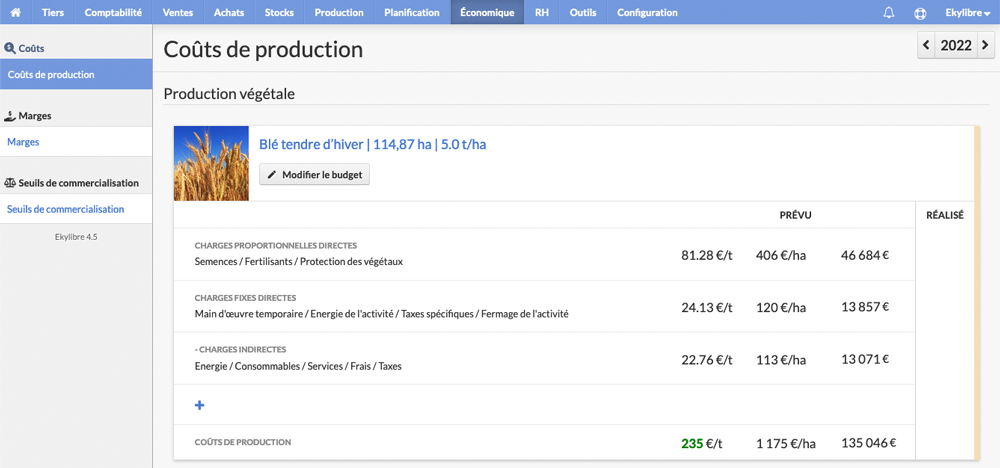 Tiers Comptabilité Ventes Achats Stocks Production Planification Économique RH Outils Configuration Ekylibre
Coûts
Coûts de production
Marges
Marges
Seuils de commercialisation
Seuils de commercialisation
Ekylibre 4.5
Coûts de production
2022
Production végétale
Blé tendre d'hiver | 114,87 ha | 5.0 t/ha
Modifier le budget
PRÉVU RÉALISÉ
CHARGES PROPORTIONNELLES DIRECTES
Semences / Fertilisants / Protection des végétaux
81.28 €/t 406 €/ha 46 684 €
CHARGES FIXES DIRECTES
Main d'œuvre temporaire / Energie de l'activité / Taxes spécifiques / Fermage de l'activité
24.13 €/t 120 €/ha 13 857 €
- CHARGES INDIRECTES
Energie / Consommables / Services / Frais / Taxes
22.76 €/t 113 €/ha 13 071 €
+
COÛTS DE PRODUCTION 235 €/t 1 175 €/ha 135 046 €